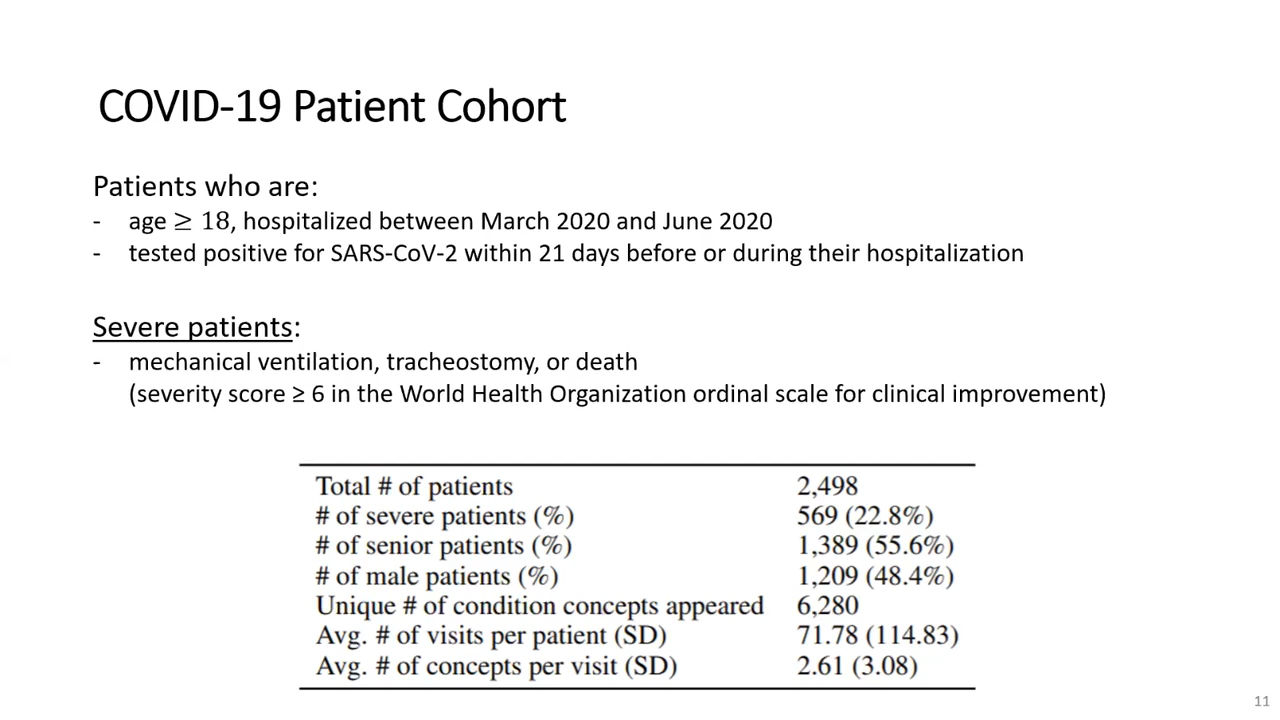 COVID-19 Patient Cohort
Patients who are:
- age ≥ 18, hospitalized between March 2020 and June 2020
- tested positive for SARS-CoV-2 within 21 days before or during their hospitalization
Severe patients:
- mechanical ventilation, tracheostomy, or death
(severity score ≥ 6 in the World Health Organization ordinal scale for clinical improvement)
Total # of patients 2,498
# of severe patients (%) 569 (22.8%)
# of senior patients (%) 1,389 (55.6%)
# of male patients (%) 1,209 (48.4%)
Unique # of condition concepts appeared 6,280
Avg. # of visits per patient (SD) 71.78 (114.83)
Avg. # of concepts per visit (SD) 2.61 (3.08)
11